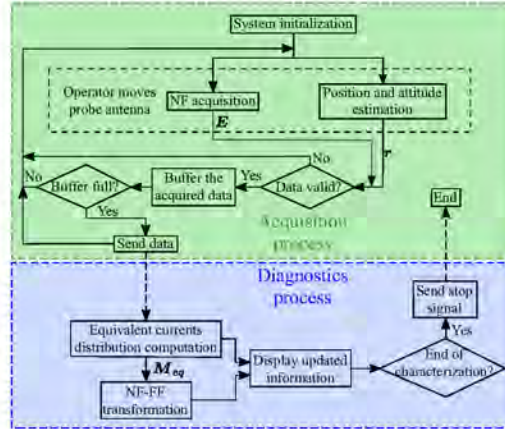 System initialization
Operator moves
probe antenna
NF acquisition
Position and attitude
estimation
E
r
No
No
Buffer full?
Buffer the
acquired data
Yes
Data valid?
End
Yes
Acquisition
process
Send data
Diagnostics
process
Send stop
signal
Equivalent currents
distribution computation
Yes
M eq
Display updated
information
End of
characterization?
NF-FF
transformation